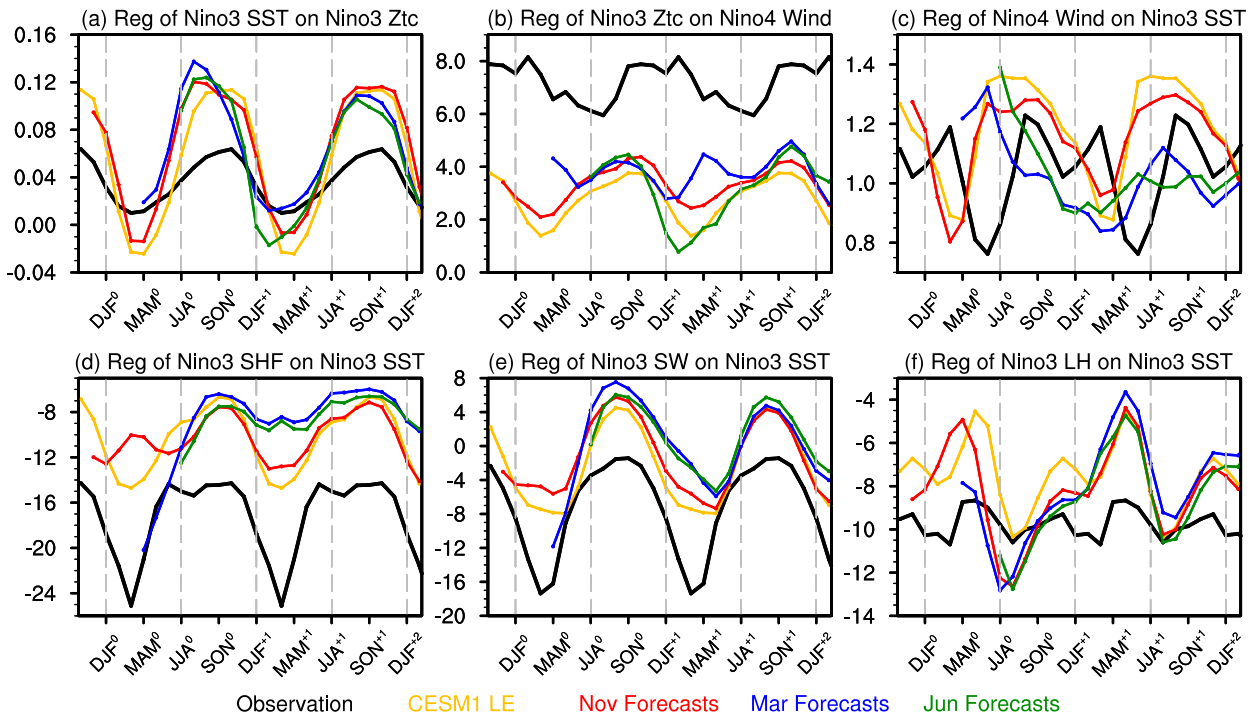 (a) Reg of Nino3 SST on Nino3 Ztc
(b) Reg of Nino3 Ztc on Nino4 Wind
(c) Reg of Nino4 Wind on Nino3 SST
0.16
0.12
0.08
0.04
0.00
-0.04
8.0
6.0
4.0
2.0
0.0
1.4
1.2
1.0
0.8
DJF⁰ MAM⁰ JJA⁰ SON⁰ DJF⁺¹ MAM⁺¹ JJA⁺¹ SON⁺¹ DJF⁺²
DJF⁰ MAM⁰ JJA⁰ SON⁰ DJF⁺¹ MAM⁺¹ JJA⁺¹ SON⁺¹ DJF⁺²
DJF⁰ MAM⁰ JJA⁰ SON⁰ DJF⁺¹ MAM⁺¹ JJA⁺¹ SON⁺¹ DJF⁺²
(d) Reg of Nino3 SHF on Nino3 SST
(e) Reg of Nino3 SW on Nino3 SST
(f) Reg of Nino3 LH on Nino3 SST
-8
-12
-16
-20
-24
8
4
0
-4
-8
-12
-16
-20
-4
-6
-8
-10
-12
-14
DJF⁰ MAM⁰ JJA⁰ SON⁰ DJF⁺¹ MAM⁺¹ JJA⁺¹ SON⁺¹ DJF⁺²
DJF⁰ MAM⁰ JJA⁰ SON⁰ DJF⁺¹ MAM⁺¹ JJA⁺¹ SON⁺¹ DJF⁺²
DJF⁰ MAM⁰ JJA⁰ SON⁰ DJF⁺¹ MAM⁺¹ JJA⁺¹ SON⁺¹ DJF⁺²
Observation CESM1 LE Nov Forecasts Mar Forecasts Jun Forecasts